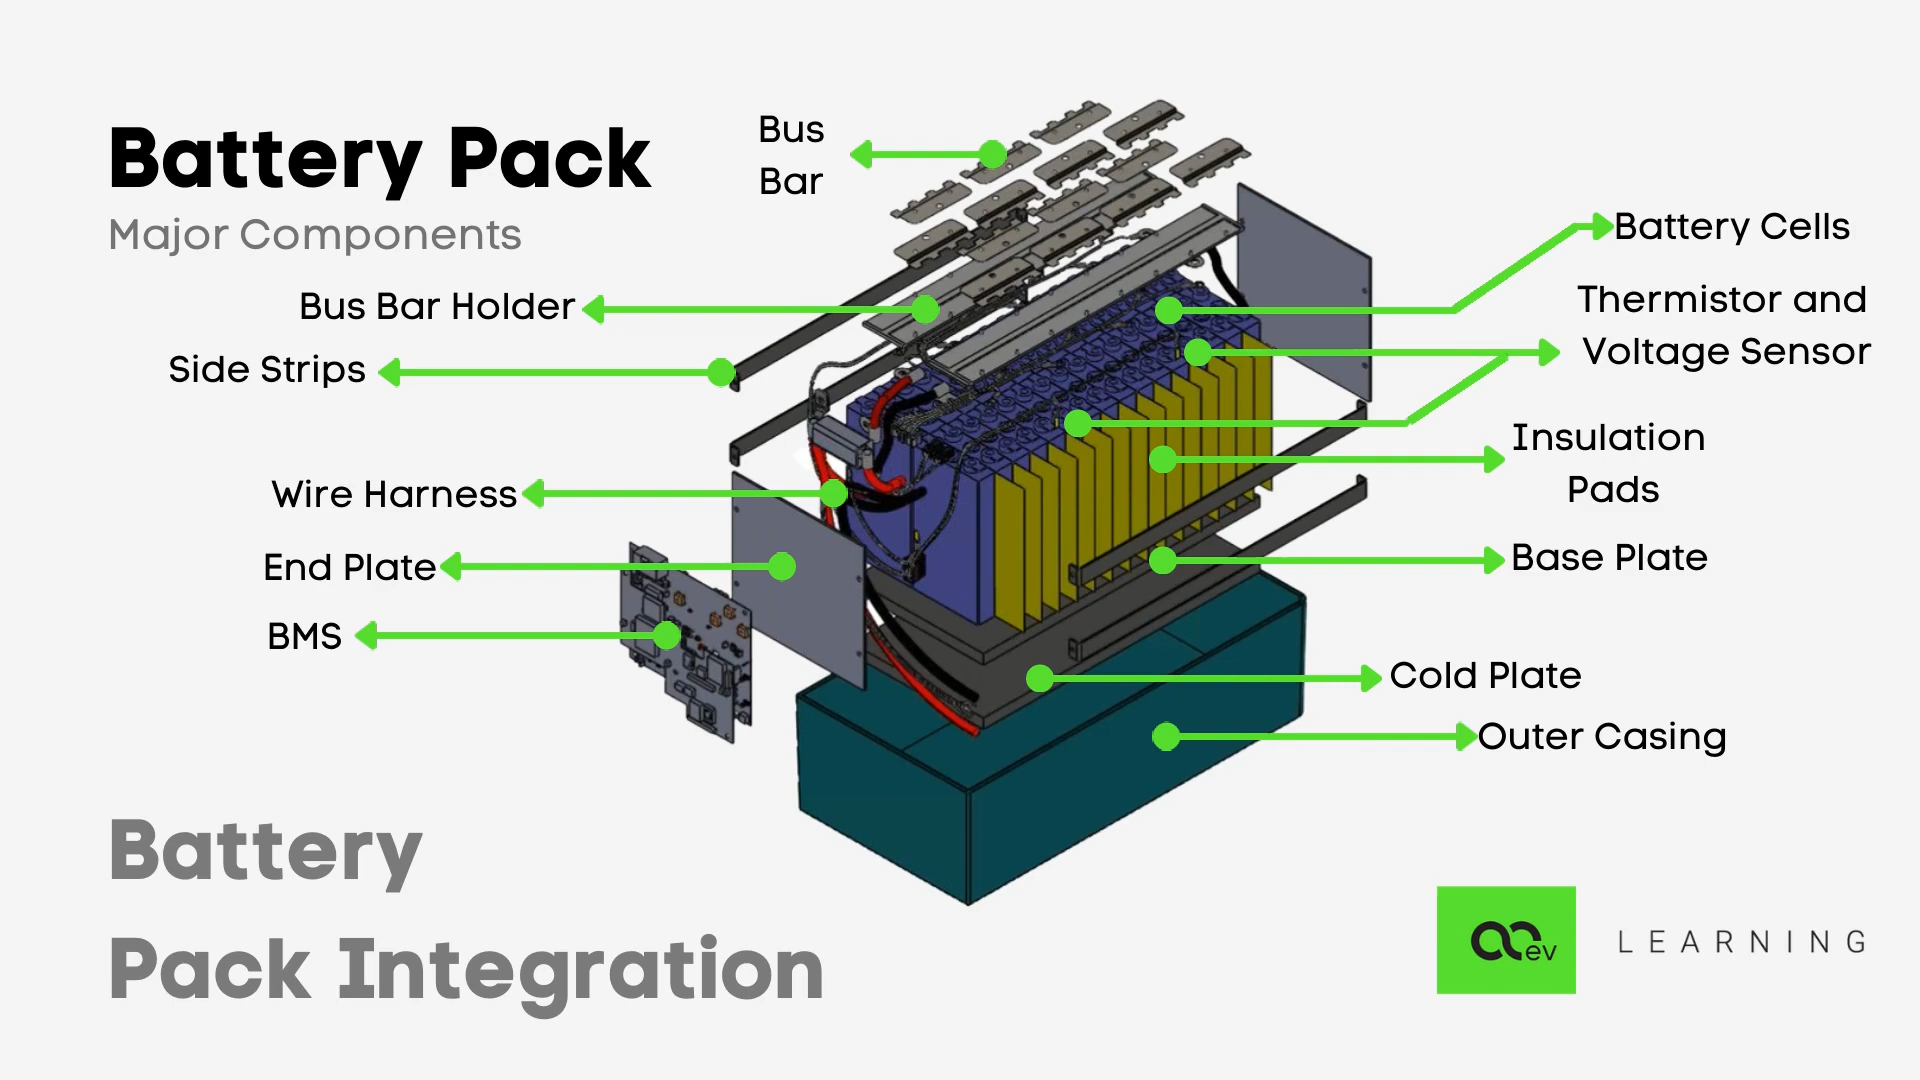 Battery Pack
Major Components
Bus
Bar
Bus Bar Holder
Side Strips
Wire Harness
End Plate
BMS
Battery Cells
Thermistor and
Voltage Sensor
Insulation
Pads
Base Plate
Cold Plate
Outer Casing
Battery
Pack Integration
ev
LEARNING